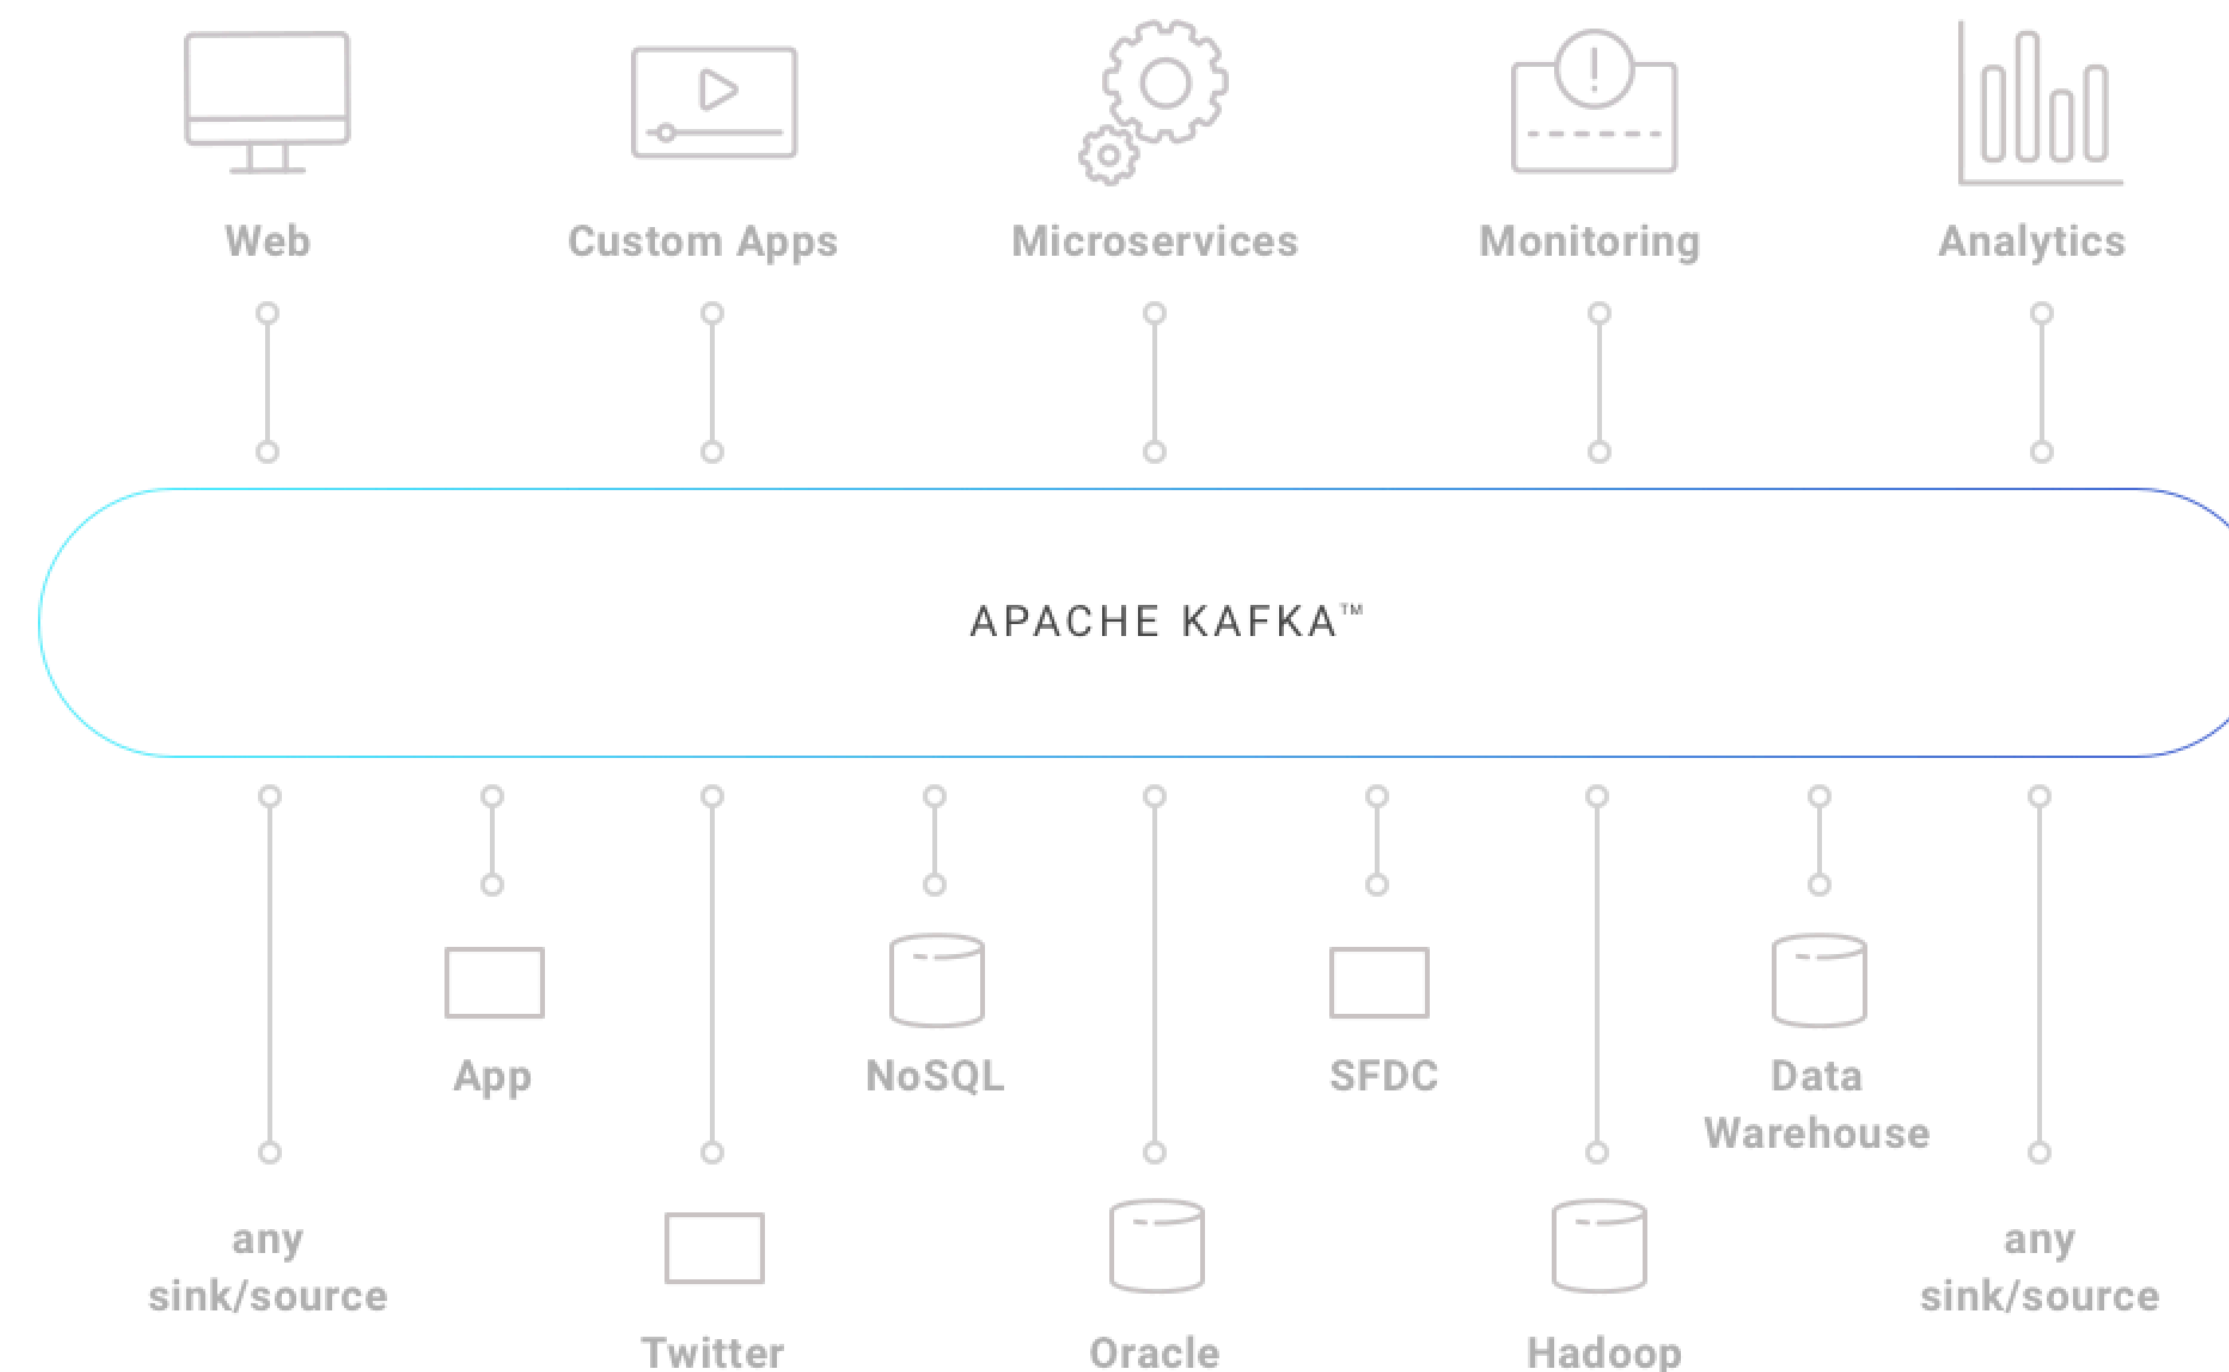 Web
Custom Apps
Microservices
Monitoring
Analytics
APACHE KAFKA™
App
NoSQL
SFDC
Data
Warehouse
any
sink/source
Twitter
Oracle
Hadoop
any
sink/source